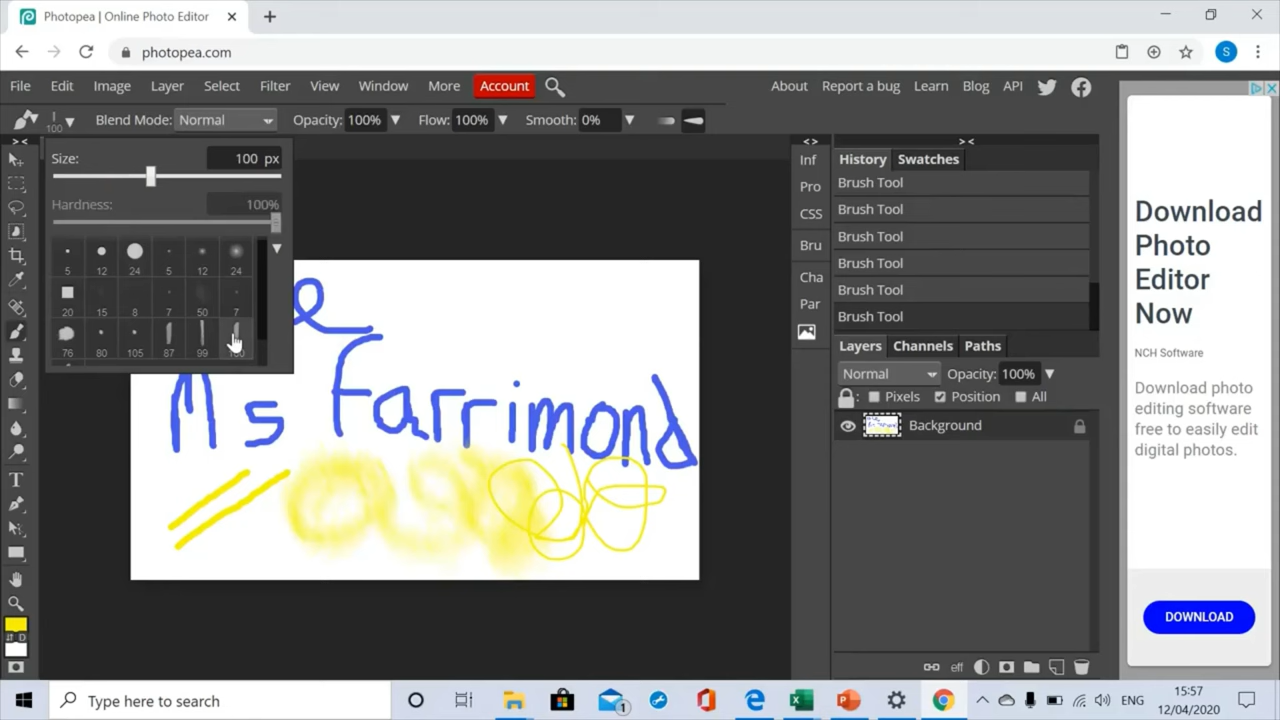 Photopea | Online Photo Editor
photopea.com
S
File Edit Image Layer Select Filter View Window More Account About Report a bug Learn Blog API
100 Blend Mode: Normal Opacity: 100% Flow: 100% Smooth: 0%
Size: 100 px
Hardness: 100%
5 12 24 5 12 24
20 15 8 7 50 7
76 80 105 87 99
Ms Farrimond
Inf
Pro
CSS
Bru
Cha
Par
History Swatches
Brush Tool
Brush Tool
Brush Tool
Brush Tool
Brush Tool
Brush Tool
Layers Channels Paths
Normal Opacity: 100%
Pixels Position All
Background
eff
Download
Photo
Editor
Now
NCH Software
Download photo
editing software
free to easily edit
digital photos.
DOWNLOAD
Type here to search
1
ENG
15:57
12/04/2020